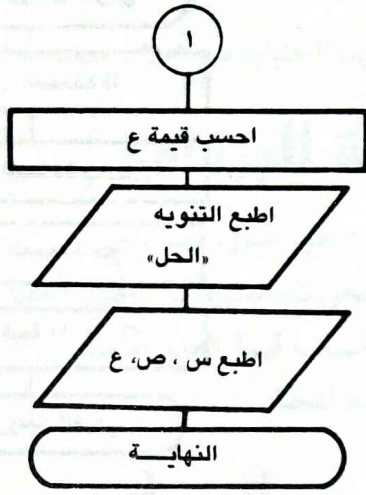 ١
احسب قيمة ع
اطبع التنويه
«الحل»
اطبع س ، ص، ع
النهايـــة